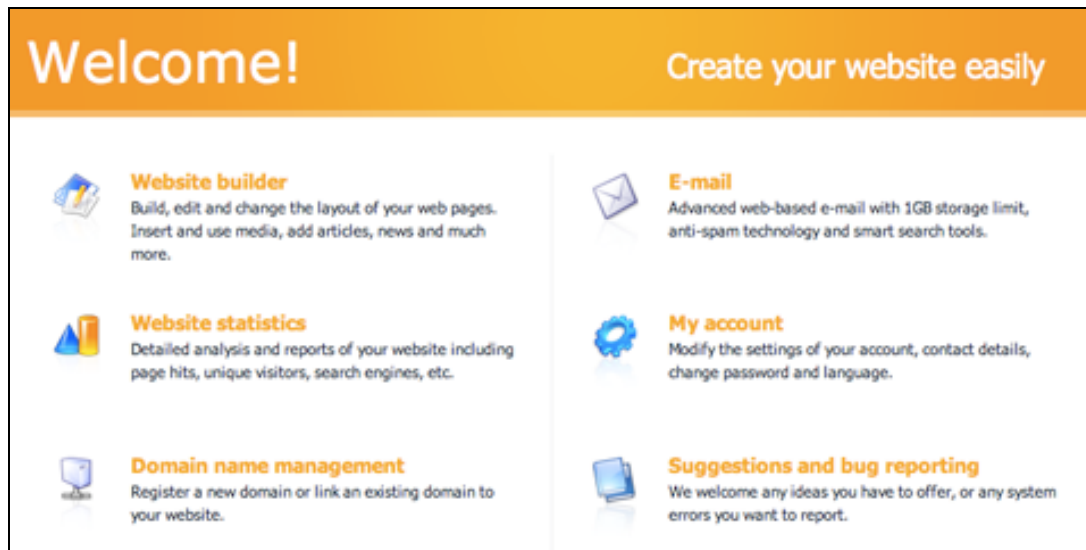 Welcome!
Create your website easily
Website builder
Build, edit and change the layout of your web pages.
Insert and use media, add articles, news and much
more.
E-mail
Advanced web-based e-mail with 1GB storage limit,
anti-spam technology and smart search tools.
Website statistics
Detailed analysis and reports of your website including
page hits, unique visitors, search engines, etc.
My account
Modify the settings of your account, contact details,
change password and language.
Domain name management
Register a new domain or link an existing domain to
your website.
Suggestions and bug reporting
We welcome any ideas you have to offer, or any system
errors you want to report.